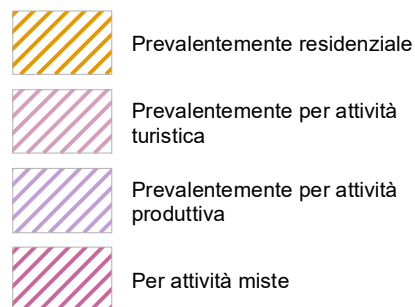 Prevalentemente residenziale
Prevalentemente per attività
turistica
Prevalentemente per attività
produttiva
Per attività miste